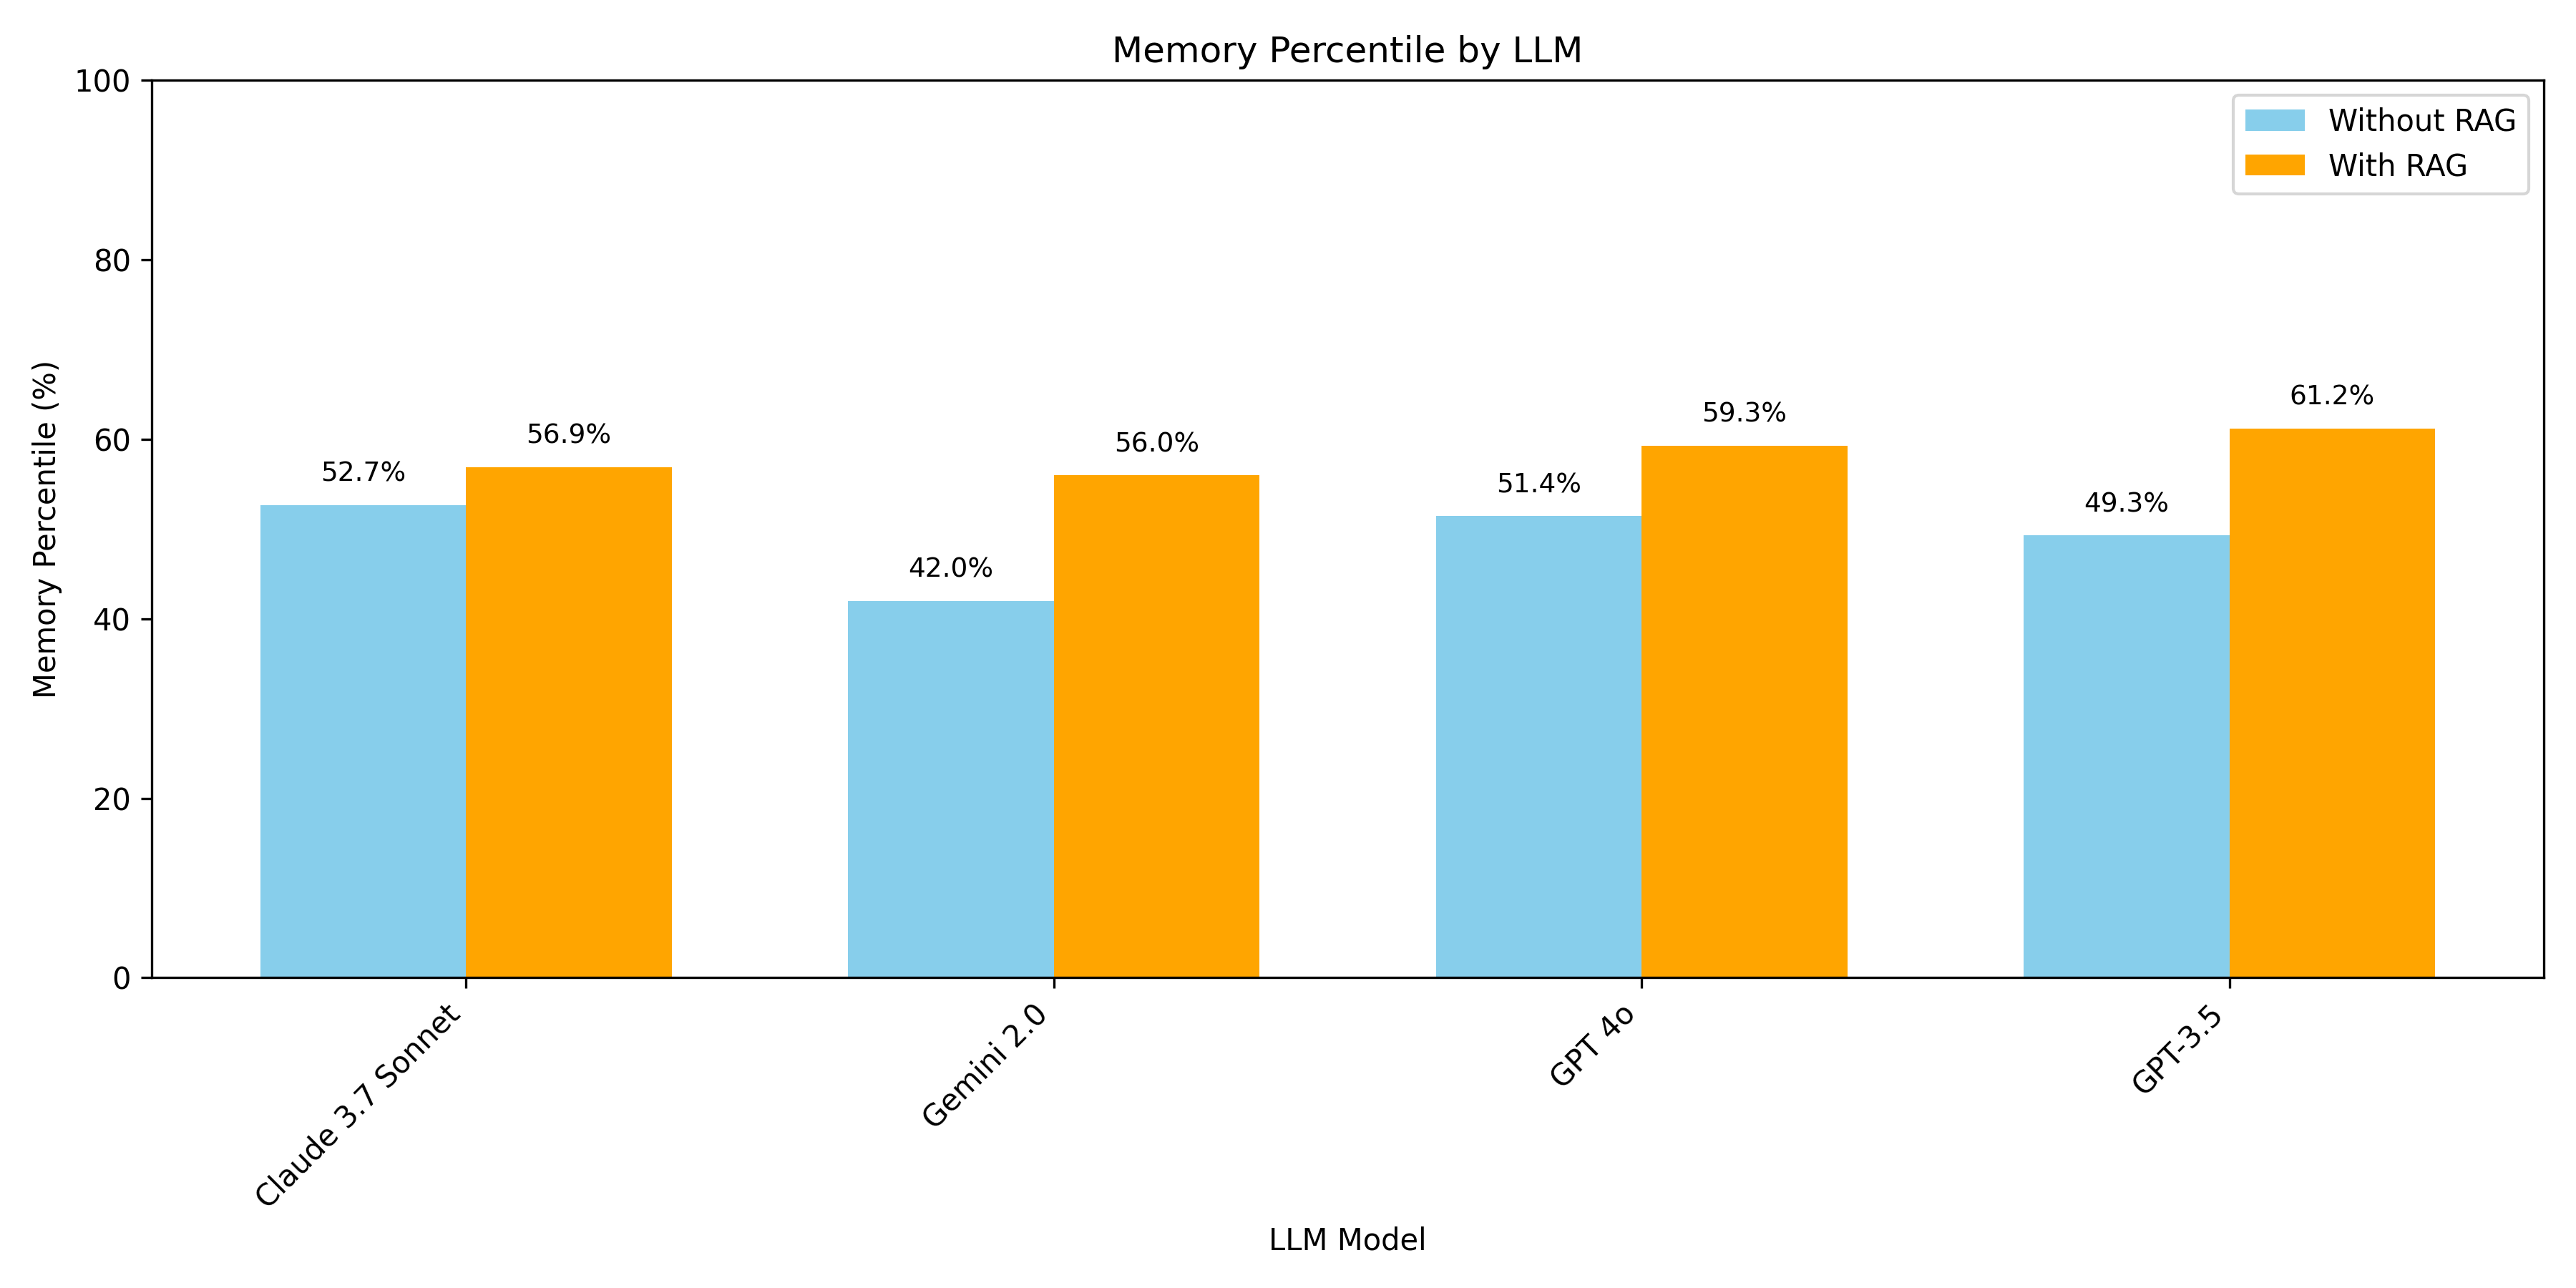 Memory Percentile by LLM
Without RAG
With RAG
Memory Percentile (%)
100
80
60
40
20
0
52.7%
56.9%
42.0%
56.0%
51.4%
59.3%
49.3%
61.2%
Claude 3.7 Sonnet
Gemini 2.0
GPT 4o
GPT-3.5
LLM Model